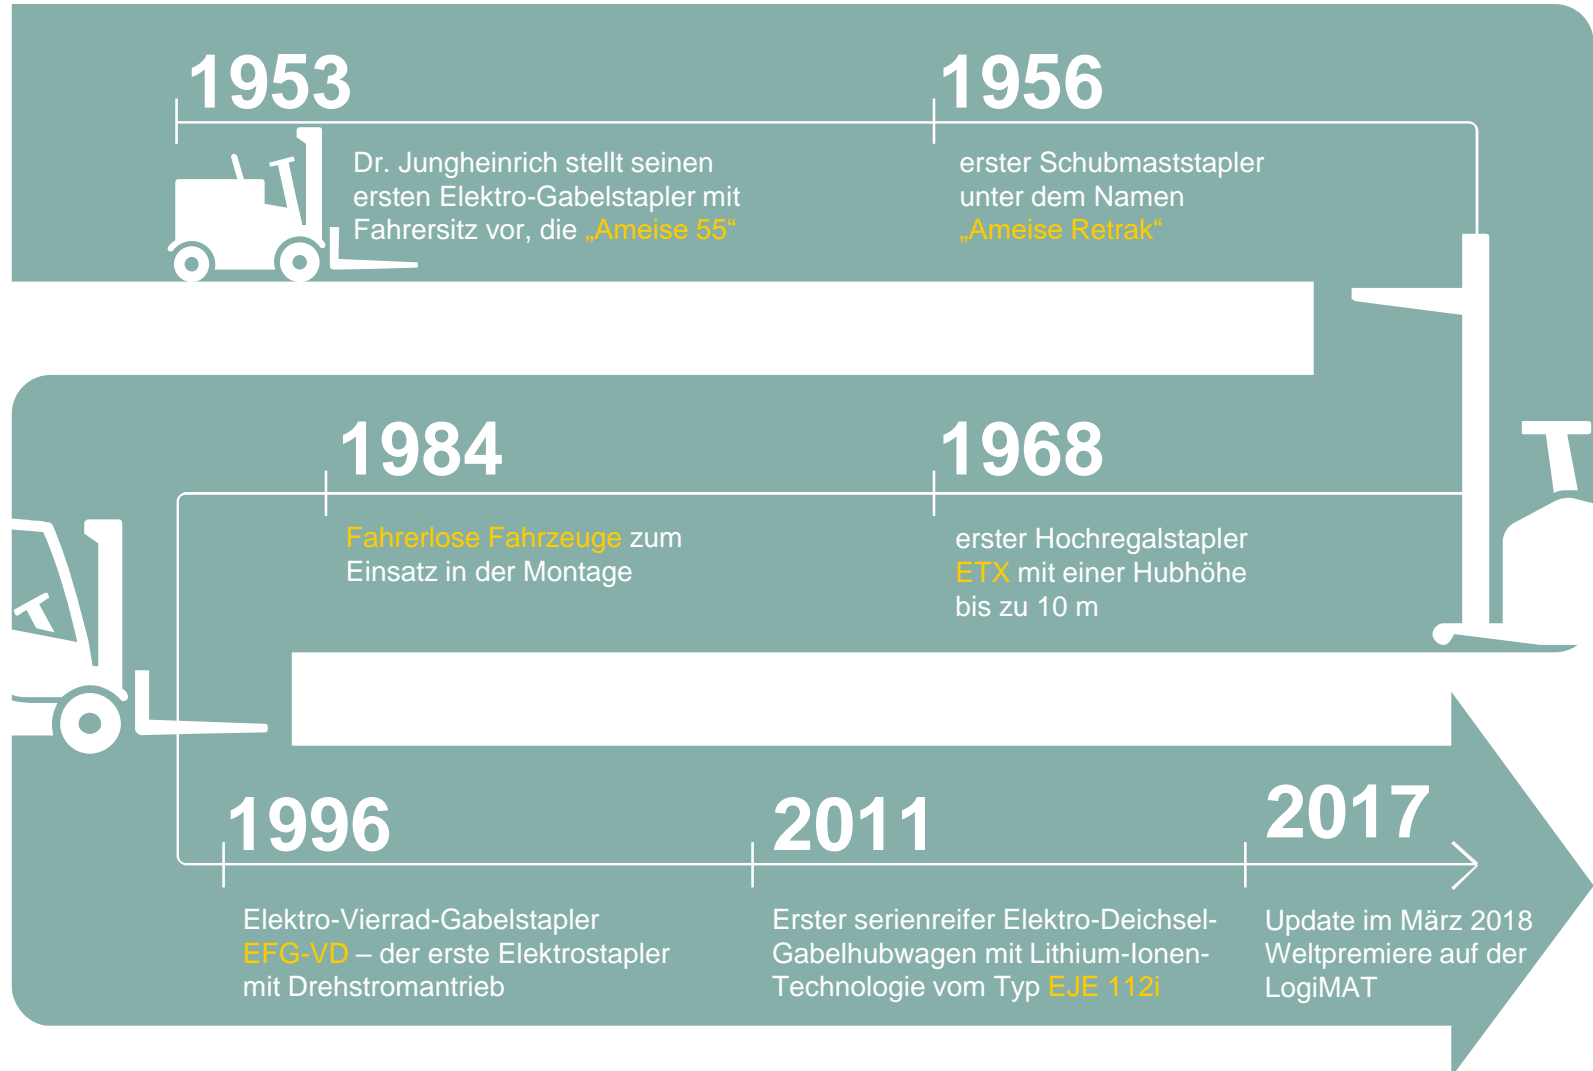 1953
Dr. Jungheinrich stellt seinen
ersten Elektro-Gabelstapler mit
Fahrersitz vor, die „Ameise 55“
1956
erster Schubmaststapler
unter dem Namen
„Ameise Retrak“
1968
erster Hochregalstapler
ETX mit einer Hubhöhe
bis zu 10 m
1984
Fahrerlose Fahrzeuge zum
Einsatz in der Montage
1996
Elektro-Vierrad-Gabelstapler
EFG-VD – der erste Elektrostapler
mit Drehstromantrieb
2011
Erster serienreifer Elektro-Deichsel-
Gabelhubwagen mit Lithium-Ionen-
Technologie vom Typ EJE 112i
2017
Update im März 2018
Weltpremiere auf der
LogiMAT